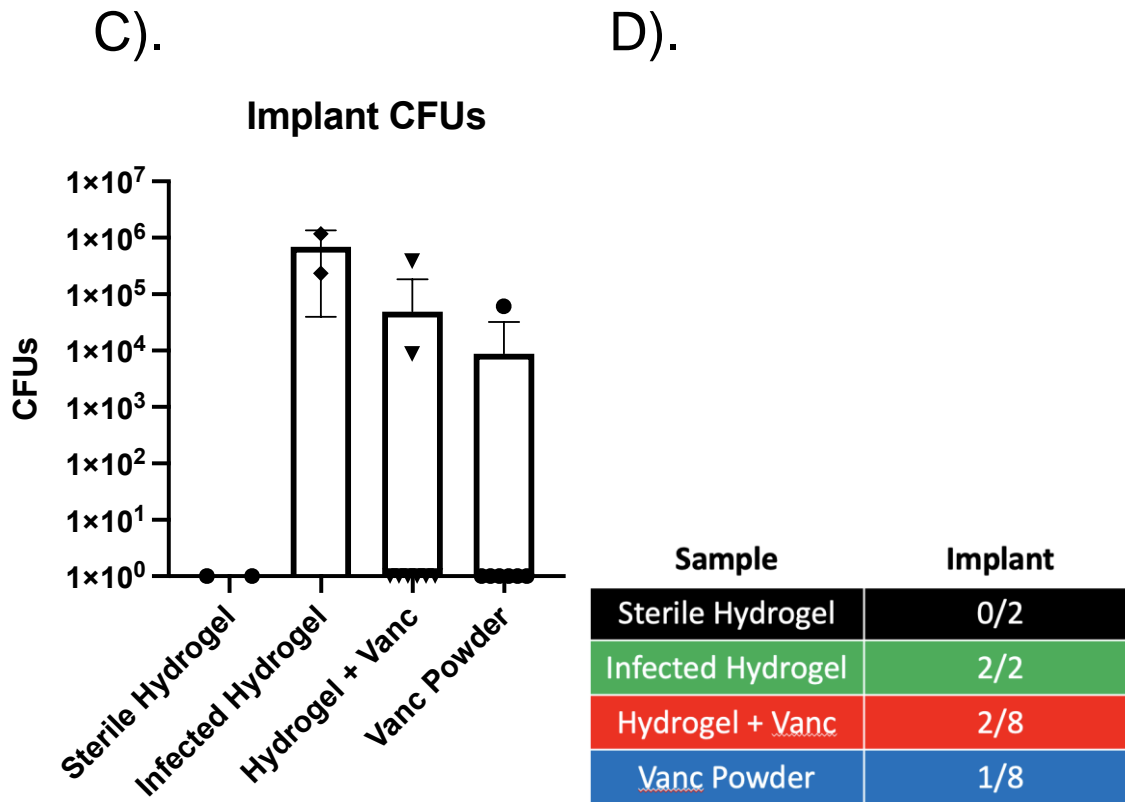 C).
D).
Implant CFUs
CFUs
1×10⁷
1×10⁶
1×10⁵
1×10⁴
1×10³
1×10²
1×10¹
1×10⁰
Sterile Hydrogel
Infected Hydrogel
Hydrogel + Vanc
Vanc Powder
Sample Implant
Sterile Hydrogel 0/2
Infected Hydrogel 2/2
Hydrogel + Vanc 2/8
Vanc Powder 1/8